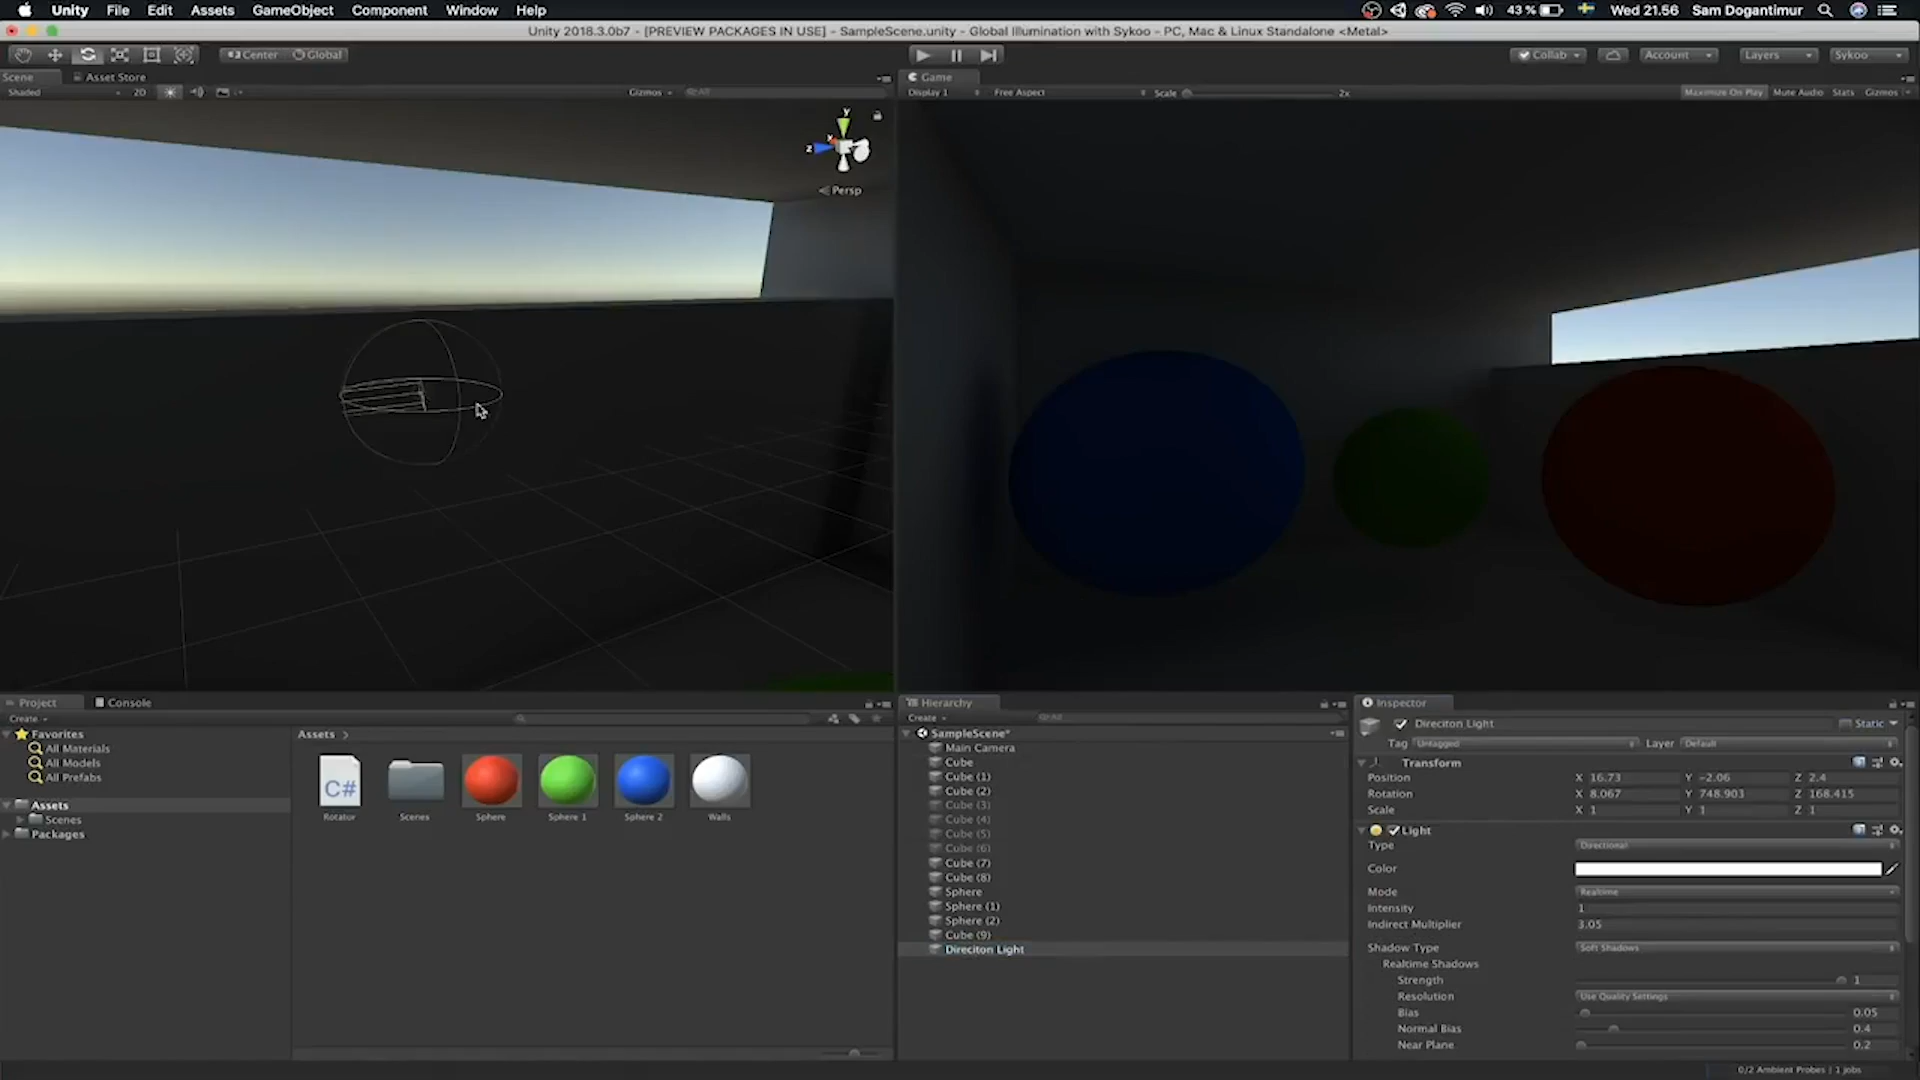 Unity File Edit Assets GameObject Component Window Help 43 % Wed 21.56 Sam Dogantimur
Unity 2018.3.0b7 - [PREVIEW PACKAGES IN USE] - SampleScene.unity - Global Illumination with Sykoo - PC, Mac & Linux Standalone <Metal>
Center Global Collab Account Layers Sykoo
Scene Asset Store Game
Shaded 2D Gizmos All Display 1 Free Aspect Scale 2x Maximize On Play Mute Audio Stats Gizmos
y
x
z
Persp
Project Console
Create
Favorites
All Materials
All Models
All Prefabs
Assets
Scenes
Packages
Assets
C#
Rotator Scenes Sphere Sphere 1 Sphere 2 Walls
Hierarchy
Create All
SampleScene*
Main Camera
Cube
Cube (1)
Cube (2)
Cube (3)
Cube (4)
Cube (5)
Cube (6)
Cube (7)
Cube (8)
Sphere
Sphere (1)
Sphere (2)
Cube (9)
Direciton Light
Inspector
Direciton Light Static
Tag Untagged Layer Default
Transform
Position X 16.73 Y -2.06 Z 2.4
Rotation X 8.067 Y 748.903 Z 168.415
Scale X 1 Y 1 Z 1
Light
Type Directional
Color
Mode Realtime
Intensity 1
Indirect Multiplier 3.05
Shadow Type Soft Shadows
Realtime Shadows
Strength 1
Resolution Use Quality Settings
Bias 0.05
Normal Bias 0.4
Near Plane 0.2
0/2 Ambient Probes | 1 jobs